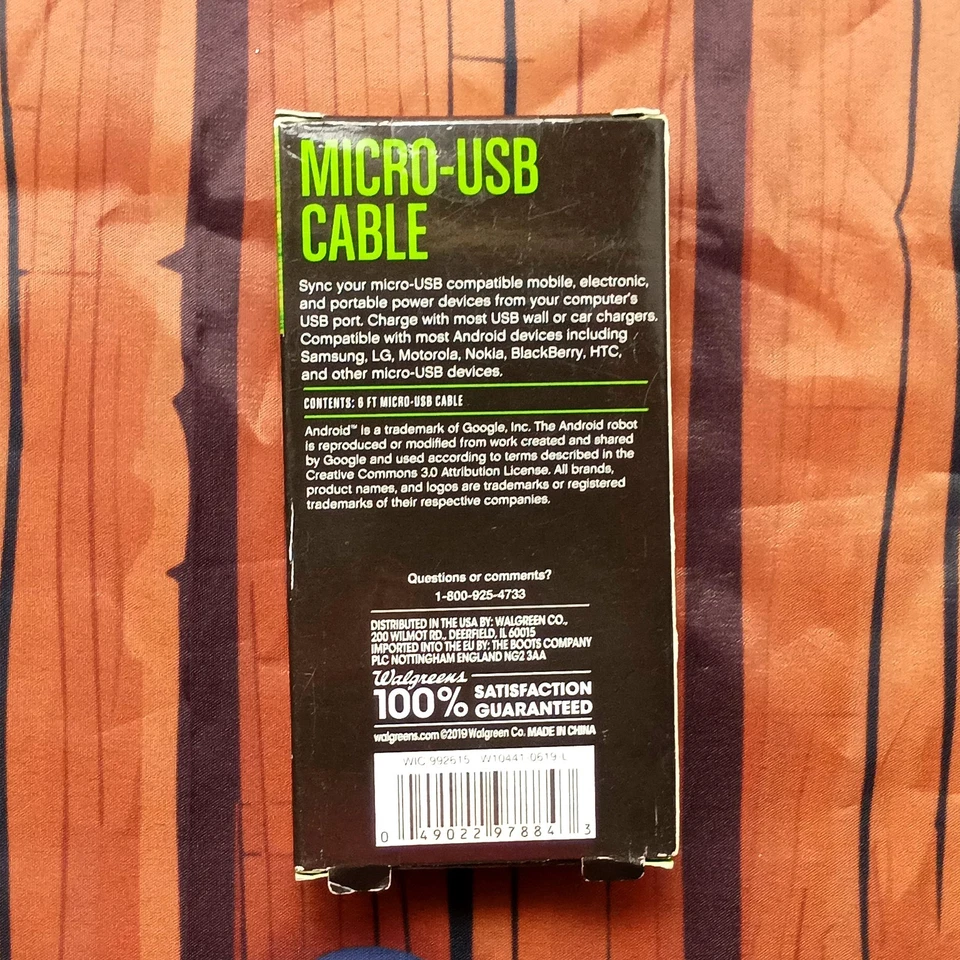 MICRO-USB
CABLE
Sync your micro-USB compatible mobile, electronic,
and portable power devices from your computer's
USB port. Charge with most USB wall or car chargers.
Compatible with most Android devices including
Samsung, LG, Motorola, Nokia, BlackBerry, HTC,
and other micro-USB devices.
CONTENTS: 6 FT MICRO-USB CABLE
Android™ is a trademark of Google, Inc. The Android robot
is reproduced or modified from work created and shared
by Google and used according to terms described in the
Creative Commons 3.0 Attribution License. All brands,
product names, and logos are trademarks or registered
trademarks of their respective companies.
Questions or comments?
1-800-925-4733
DISTRIBUTED IN THE USA BY: WALGREEN CO.,
200 WILMOT RD., DEERFIELD, IL 60015
IMPORTED INTO THE EU BY: THE BOOTS COMPANY
PLC NOTTINGHAM ENGLAND NG2 3AA
Walgreens
100% SATISFACTION
GUARANTEED
walgreens.com ©2019 Walgreen Co. MADE IN CHINA
WIC 992615 W10441-0619 L
0 49022 97884 3